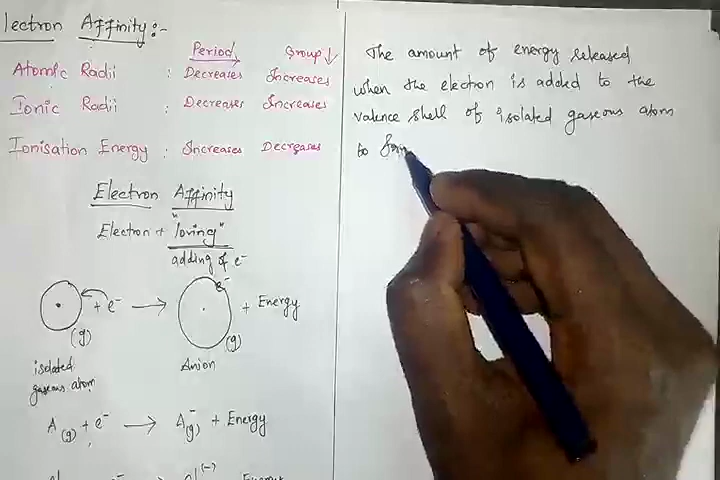 lectron Affinity:-
Period Group ↓
Atomic Radii : Decreases Increases
Ionic Radii : Decreases Increases
Ionisation Energy : Increases Decreases
Electron Affinity
Electron + "loving"
adding of e⁻
+ e⁻ → e⁻ + Energy
(g) (g)
isolated Anion
gaseous atom
A(g) + e⁻ → A⁻(g) + Energy
The amount of energy released
when the electron is added to the
valence shell of isolated gaseous atom
to